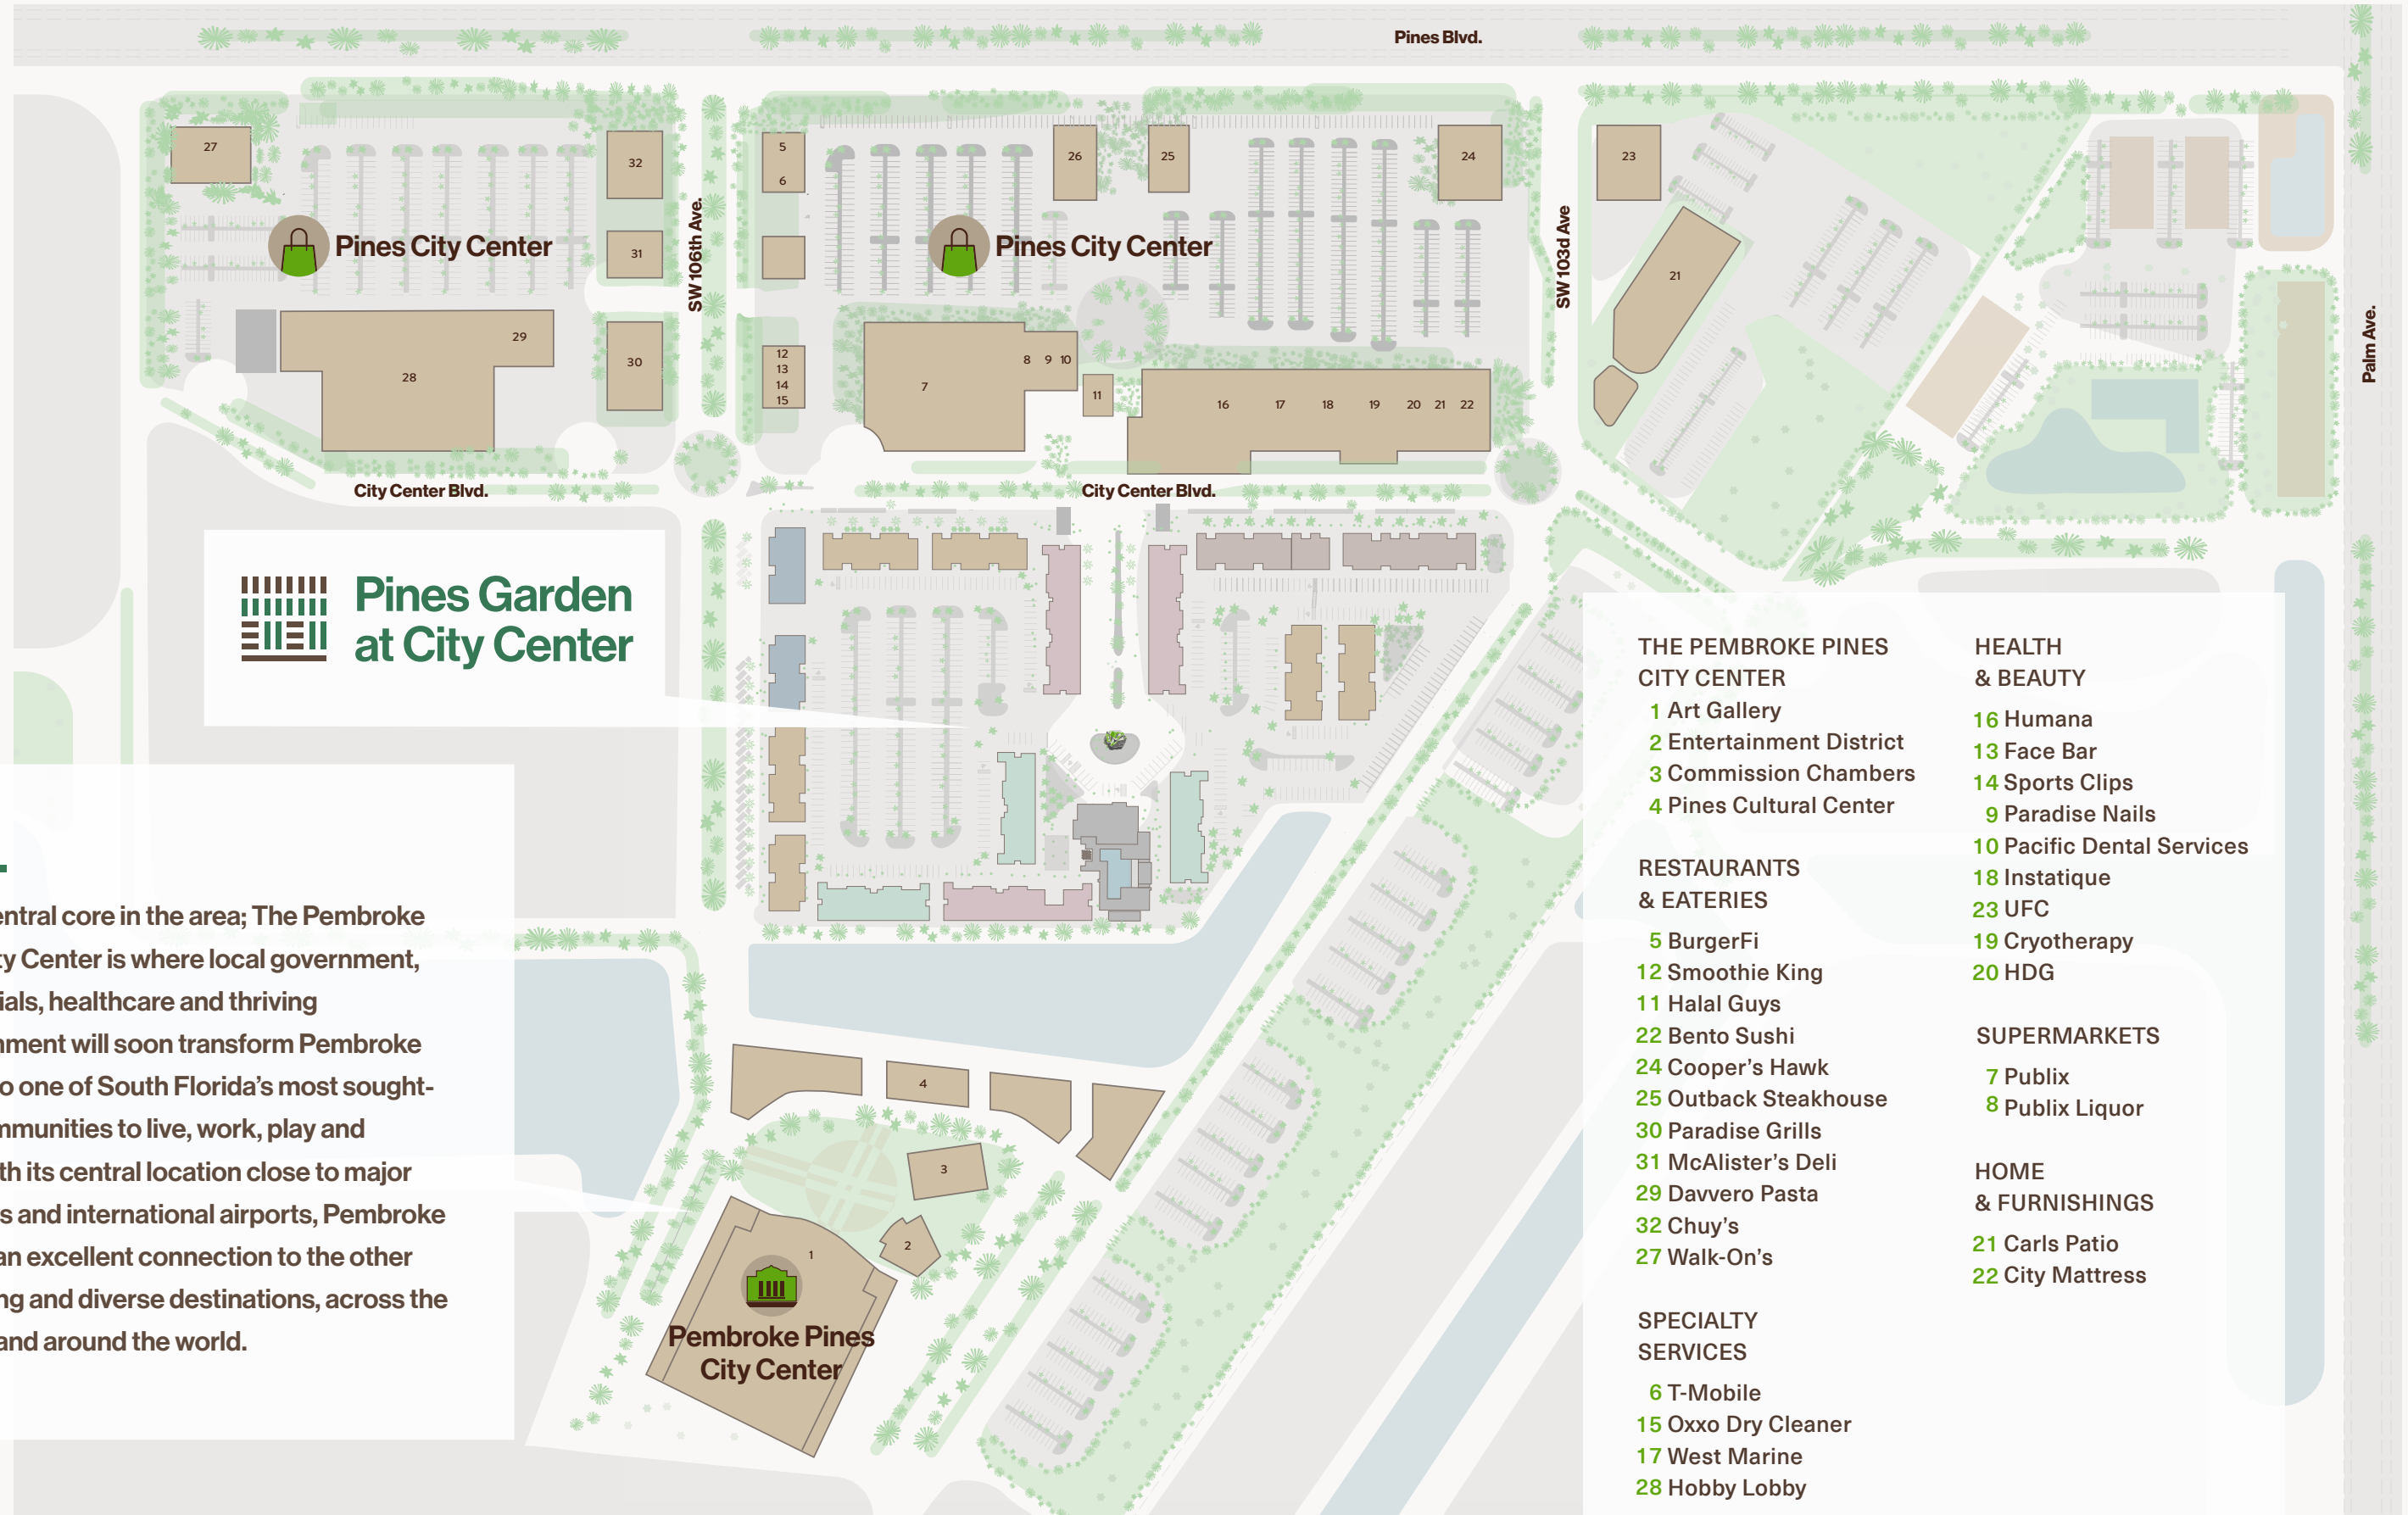 Pines Blvd.
27
32
5
6
26
25
24
23
Pines City Center
31
SW 106th Ave.
Pines City Center
SW 103d Ave
21
Palm Ave.
29
28
30
12
13
14
15
7
8 9 10
11
16 17 18 19 20 21 22
City Center Blvd.
City Center Blvd.
Pines Garden
at City Center
entral core in the area; The Pembroke
ty Center is where local government,
ials, healthcare and thriving
nment will soon transform Pembroke
o one of South Florida's most sought-
mmunities to live, work, play and
th its central location close to major
s and international airports, Pembroke
an excellent connection to the other
ng and diverse destinations, across the
and around the world.
4
3
2
1
Pembroke Pines
City Center
THE PEMBROKE PINES
CITY CENTER
1 Art Gallery
2 Entertainment District
3 Commission Chambers
4 Pines Cultural Center
RESTAURANTS
& EATERIES
5 BurgerFi
12 Smoothie King
11 Halal Guys
22 Bento Sushi
24 Cooper's Hawk
25 Outback Steakhouse
30 Paradise Grills
31 McAlister's Deli
29 Davvero Pasta
32 Chuy's
27 Walk-On's
SPECIALTY
SERVICES
6 T-Mobile
15 Oxxo Dry Cleaner
17 West Marine
28 Hobby Lobby
HEALTH
& BEAUTY
16 Humana
13 Face Bar
14 Sports Clips
9 Paradise Nails
10 Pacific Dental Services
18 Instatique
23 UFC
19 Cryotherapy
20 HDG
SUPERMARKETS
7 Publix
8 Publix Liquor
HOME
& FURNISHINGS
21 Carls Patio
22 City Mattress